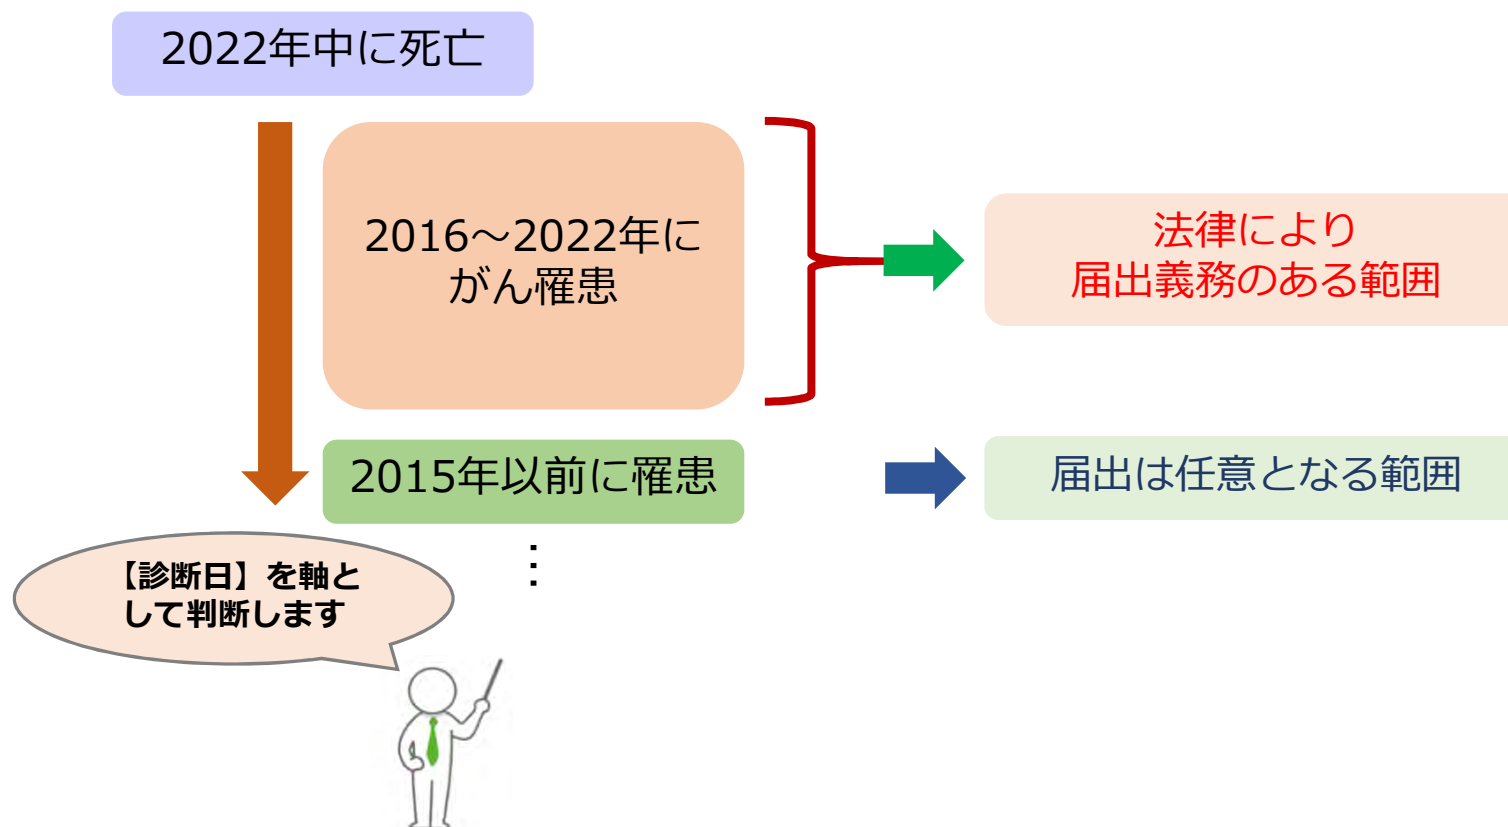 2022年中に死亡
2016～2022年に
がん罹患
法律により
届出義務のある範囲
2015年以前に罹患
届出は任意となる範囲
⋮
【診断日】を軸と
して判断します